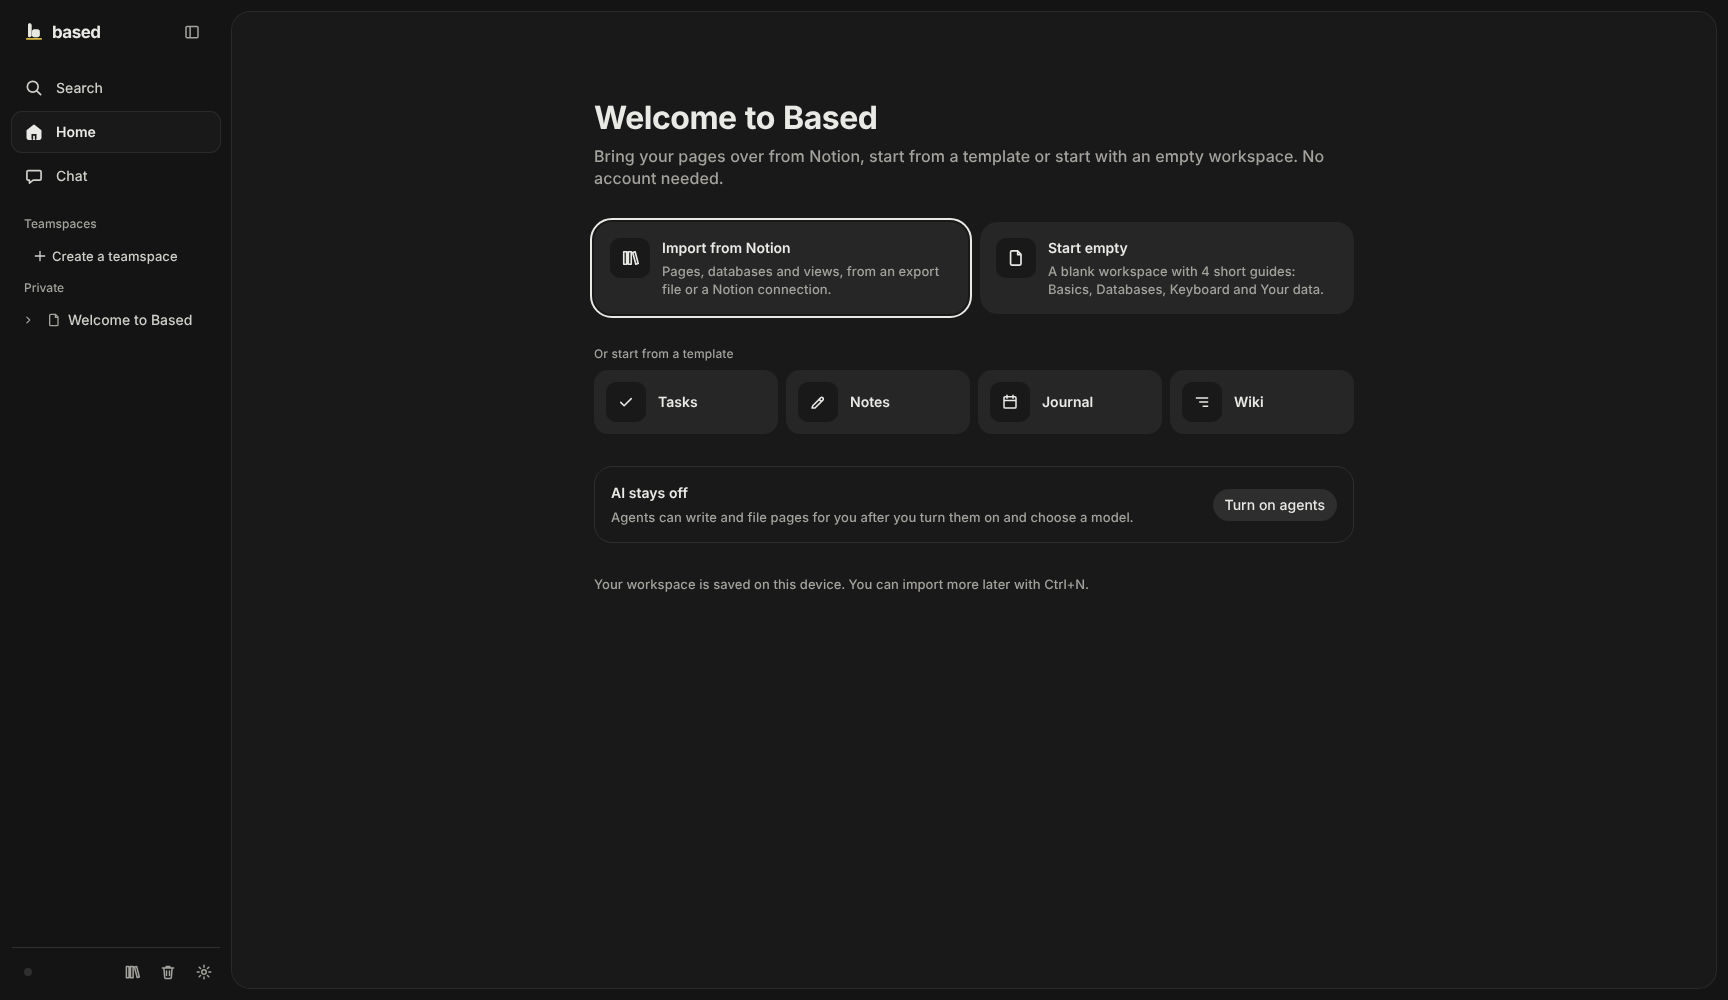 based
Search
Home
Chat
Teamspaces
Create a teamspace
Private
Welcome to Based
Welcome to Based
Bring your pages over from Notion, start from a template or start with an empty workspace. No
account needed.
Import from Notion
Pages, databases and views, from an export
file or a Notion connection.
Start empty
A blank workspace with 4 short guides:
Basics, Databases, Keyboard and Your data.
Or start from a template
Tasks
Notes
Journal
Wiki
AI stays off
Agents can write and file pages for you after you turn them on and choose a model.
Turn on agents
Your workspace is saved on this device. You can import more later with Ctrl+N.